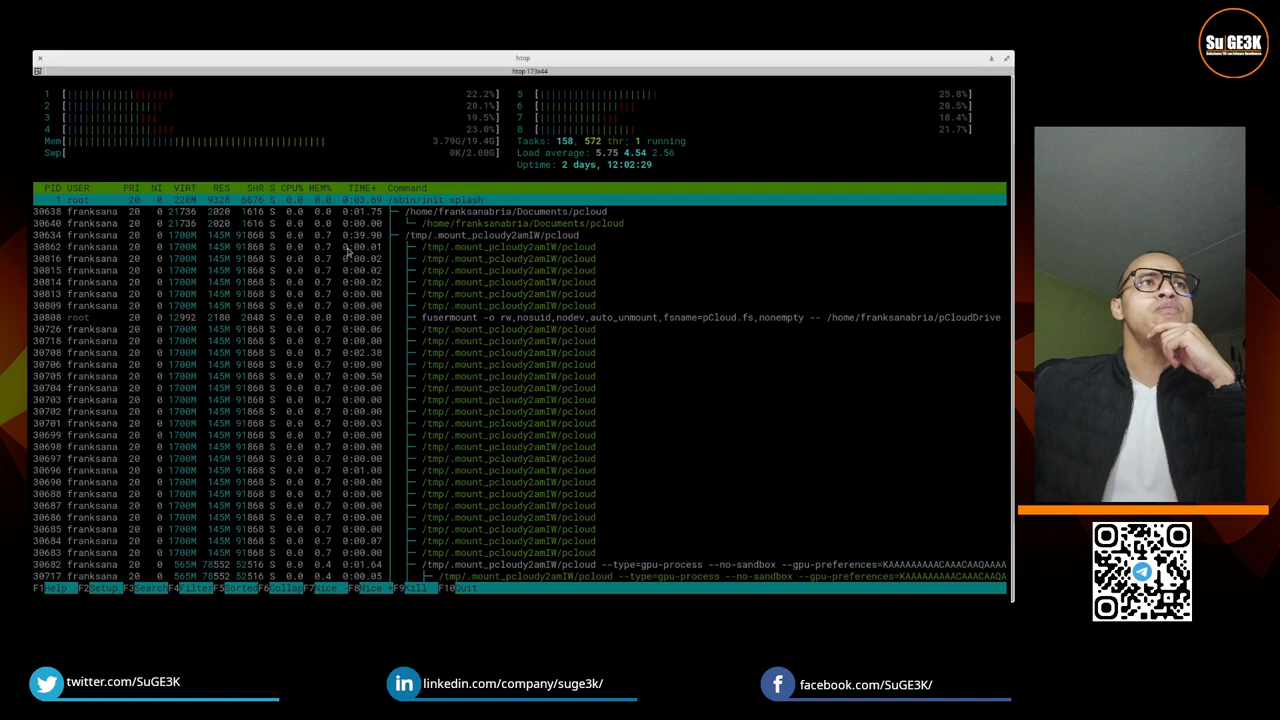 htop
htop 173x44
SuGE3K
1 [ 22.2%] 5 [ 25.0%]
2 [ 20.1%] 6 [ 20.5%]
3 [ 19.5%] 7 [ 18.4%]
4 [ 23.0%] 8 [ 21.7%]
Mem[ 3.79G/19.4G] Tasks: 158, 572 thr; 1 running
Swp[ 0K/2.00G] Load average: 5.75 4.54 2.56
Uptime: 2 days, 12:02:29
PID USER PRI NI VIRT RES SHR S CPU% MEM% TIME+ Command
1 root 20 0 220M 9328 6676 S 0.0 0.0 0:03.69 /sbin/init splash
30638 franksana 20 0 21736 2020 1616 S 0.0 0.0 0:01.75 /home/franksanabria/Documents/pcloud
30640 franksana 20 0 21736 2020 1616 S 0.0 0.0 0:00.00 /home/franksanabria/Documents/pcloud
30634 franksana 20 0 1700M 145M 91868 S 0.0 0.7 0:39.90 /tmp/.mount_pcloudy2amIW/pcloud
30862 franksana 20 0 1700M 145M 91868 S 0.0 0.7 0:00.01 /tmp/.mount_pcloudy2amIW/pcloud
30816 franksana 20 0 1700M 145M 91868 S 0.0 0.7 0:00.02 /tmp/.mount_pcloudy2amIW/pcloud
30815 franksana 20 0 1700M 145M 91868 S 0.0 0.7 0:00.02 /tmp/.mount_pcloudy2amIW/pcloud
30814 franksana 20 0 1700M 145M 91868 S 0.0 0.7 0:00.02 /tmp/.mount_pcloudy2amIW/pcloud
30813 franksana 20 0 1700M 145M 91868 S 0.0 0.7 0:00.00 /tmp/.mount_pcloudy2amIW/pcloud
30809 franksana 20 0 1700M 145M 91868 S 0.0 0.7 0:00.00 /tmp/.mount_pcloudy2amIW/pcloud
30808 root 20 0 12992 2180 2048 S 0.0 0.0 0:00.00 fusermount -o rw,nosuid,nodev,auto_unmount,fsname=pCloud.fs,nonempty -- /home/franksanabria/pCloudDrive
30726 franksana 20 0 1700M 145M 91868 S 0.0 0.7 0:00.06 /tmp/.mount_pcloudy2amIW/pcloud
30718 franksana 20 0 1700M 145M 91868 S 0.0 0.7 0:00.00 /tmp/.mount_pcloudy2amIW/pcloud
30708 franksana 20 0 1700M 145M 91868 S 0.0 0.7 0:02.38 /tmp/.mount_pcloudy2amIW/pcloud
30706 franksana 20 0 1700M 145M 91868 S 0.0 0.7 0:00.00 /tmp/.mount_pcloudy2amIW/pcloud
30705 franksana 20 0 1700M 145M 91868 S 0.0 0.7 0:00.50 /tmp/.mount_pcloudy2amIW/pcloud
30704 franksana 20 0 1700M 145M 91868 S 0.0 0.7 0:00.00 /tmp/.mount_pcloudy2amIW/pcloud
30703 franksana 20 0 1700M 145M 91868 S 0.0 0.7 0:00.00 /tmp/.mount_pcloudy2amIW/pcloud
30702 franksana 20 0 1700M 145M 91868 S 0.0 0.7 0:00.00 /tmp/.mount_pcloudy2amIW/pcloud
30701 franksana 20 0 1700M 145M 91868 S 0.0 0.7 0:00.03 /tmp/.mount_pcloudy2amIW/pcloud
30699 franksana 20 0 1700M 145M 91868 S 0.0 0.7 0:00.00 /tmp/.mount_pcloudy2amIW/pcloud
30698 franksana 20 0 1700M 145M 91868 S 0.0 0.7 0:00.00 /tmp/.mount_pcloudy2amIW/pcloud
30697 franksana 20 0 1700M 145M 91868 S 0.0 0.7 0:00.00 /tmp/.mount_pcloudy2amIW/pcloud
30696 franksana 20 0 1700M 145M 91868 S 0.0 0.7 0:01.08 /tmp/.mount_pcloudy2amIW/pcloud
30690 franksana 20 0 1700M 145M 91868 S 0.0 0.7 0:00.00 /tmp/.mount_pcloudy2amIW/pcloud
30688 franksana 20 0 1700M 145M 91868 S 0.0 0.7 0:00.00 /tmp/.mount_pcloudy2amIW/pcloud
30687 franksana 20 0 1700M 145M 91868 S 0.0 0.7 0:00.00 /tmp/.mount_pcloudy2amIW/pcloud
30686 franksana 20 0 1700M 145M 91868 S 0.0 0.7 0:00.00 /tmp/.mount_pcloudy2amIW/pcloud
30685 franksana 20 0 1700M 145M 91868 S 0.0 0.7 0:00.00 /tmp/.mount_pcloudy2amIW/pcloud
30684 franksana 20 0 1700M 145M 91868 S 0.0 0.7 0:00.07 /tmp/.mount_pcloudy2amIW/pcloud
30683 franksana 20 0 1700M 145M 91868 S 0.0 0.7 0:00.00 /tmp/.mount_pcloudy2amIW/pcloud
30682 franksana 20 0 565M 78552 52516 S 0.0 0.4 0:01.64 /tmp/.mount_pcloudy2amIW/pcloud --type=gpu-process --no-sandbox --gpu-preferences=KAAAAAAAAACAAACAAQAAAA
30717 franksana 20 0 565M 78552 52516 S 0.0 0.4 0:00.05 /tmp/.mount_pcloudy2amIW/pcloud --type=gpu-process --no-sandbox --gpu-preferences=KAAAAAAAAACAAACAAQA
F1Help F2Setup F3SearchF4FilterF5SortedF6CollapF7Nice -F8Nice +F9Kill F10Quit
twitter.com/SuGE3K
linkedin.com/company/suge3k/
facebook.com/SuGE3K/